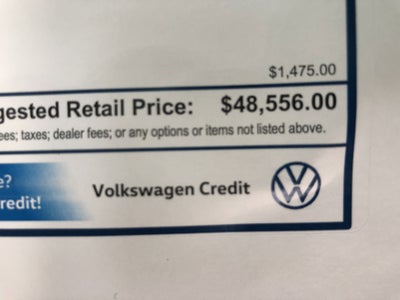 $1,475.00
gested Retail Price: $48,556.00
ees; taxes; dealer fees; or any options or items not listed above.
e?
redit!
Volkswagen Credit